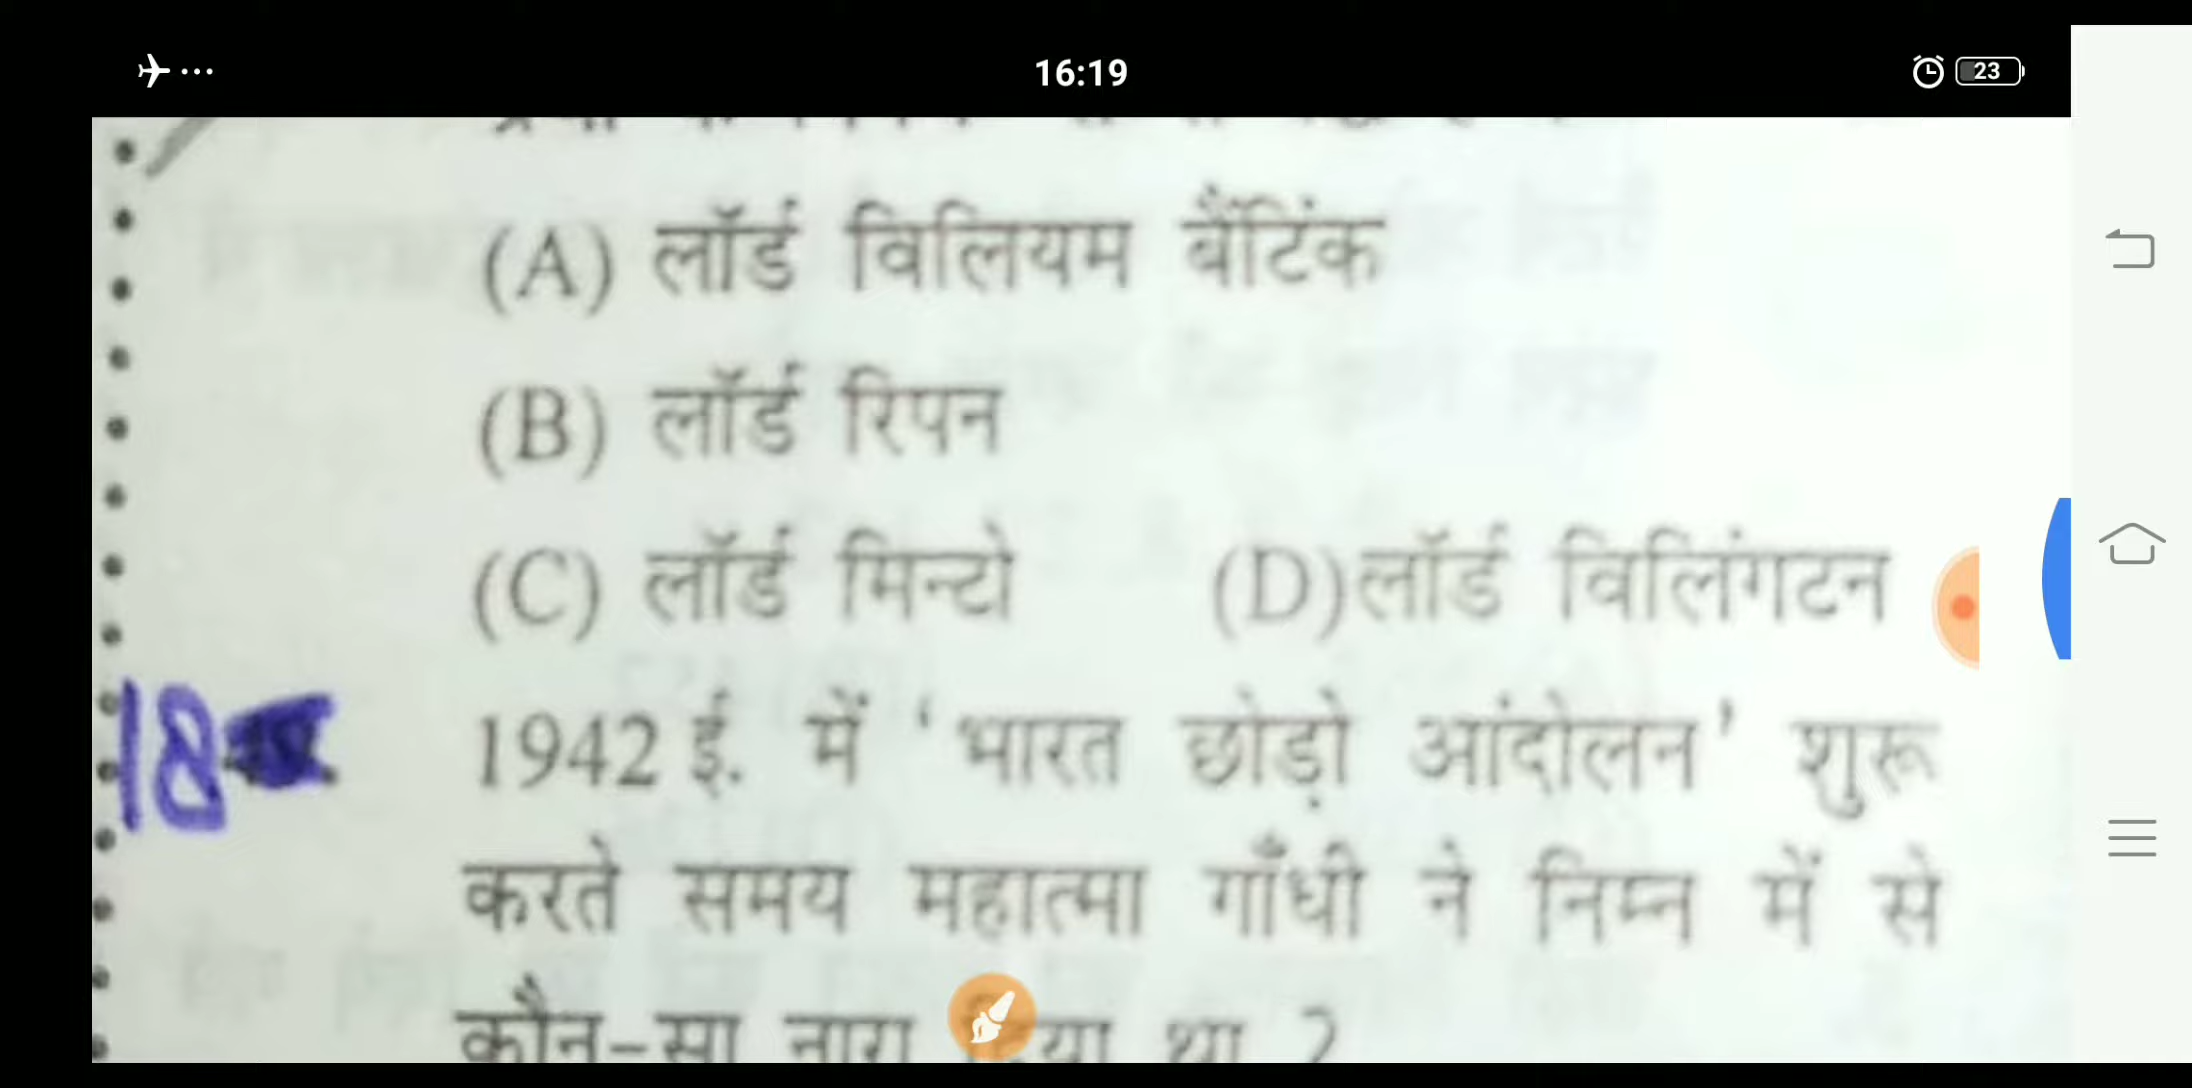 16:19
23
(A) लॉर्ड विलियम बैंटिंक
(B) लॉर्ड रिपन
(C) लॉर्ड मिन्टो (D)लॉर्ड विलिंगटन
18 1942 ई. में ‘भारत छोड़ो आंदोलन’ शुरू
करते समय महात्मा गाँधी ने निम्न में से
कौन-सा नारा था ?